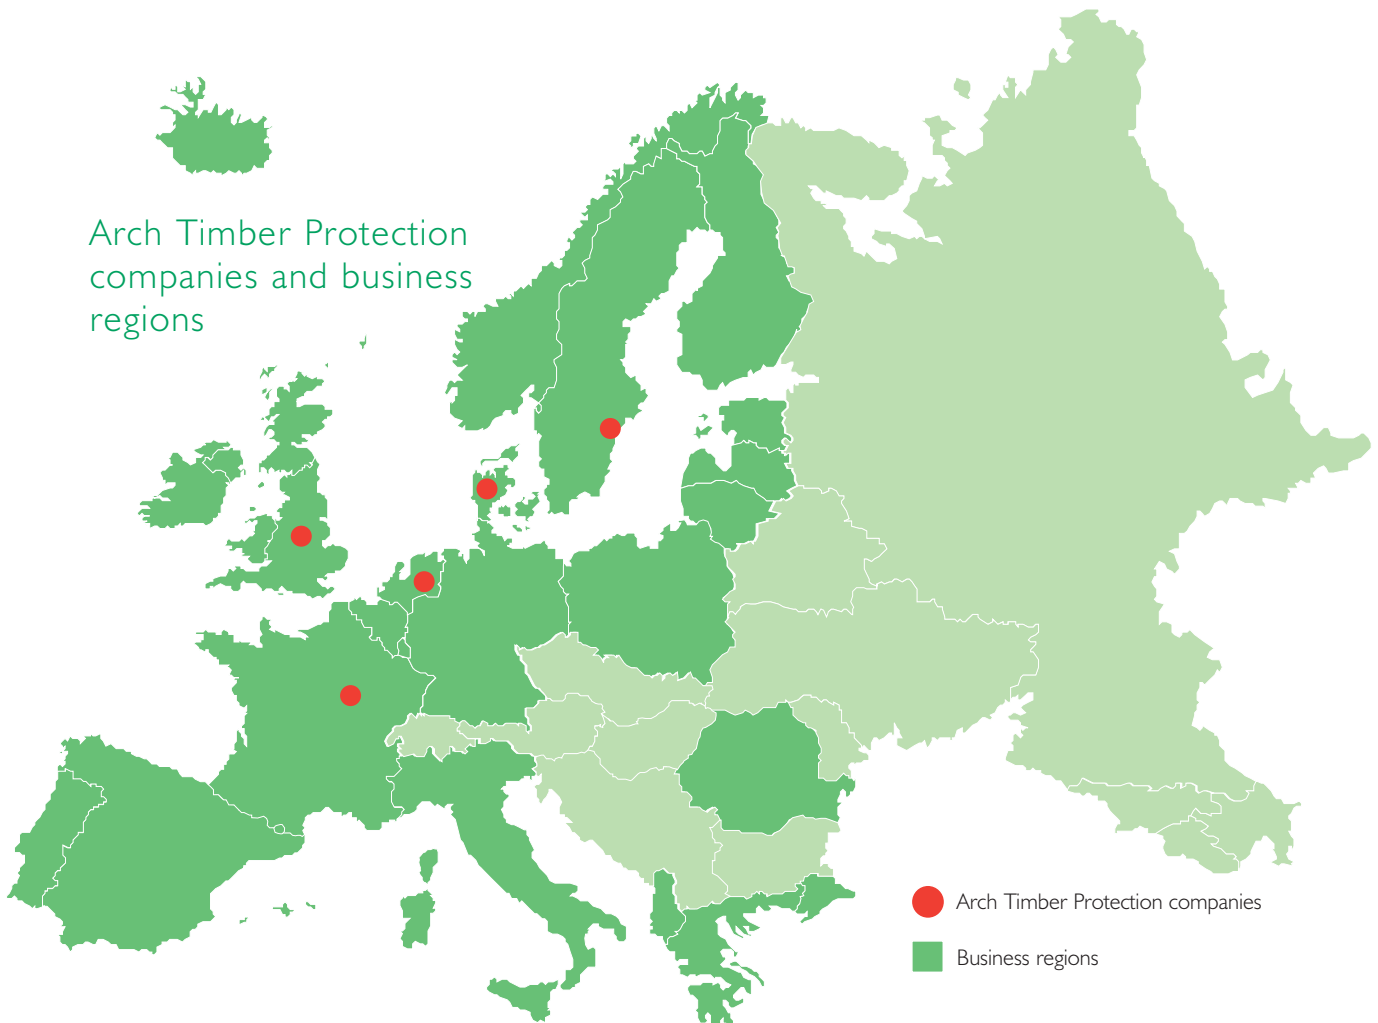 Arch Timber Protection
companies and business
regions
Arch Timber Protection companies
Business regions